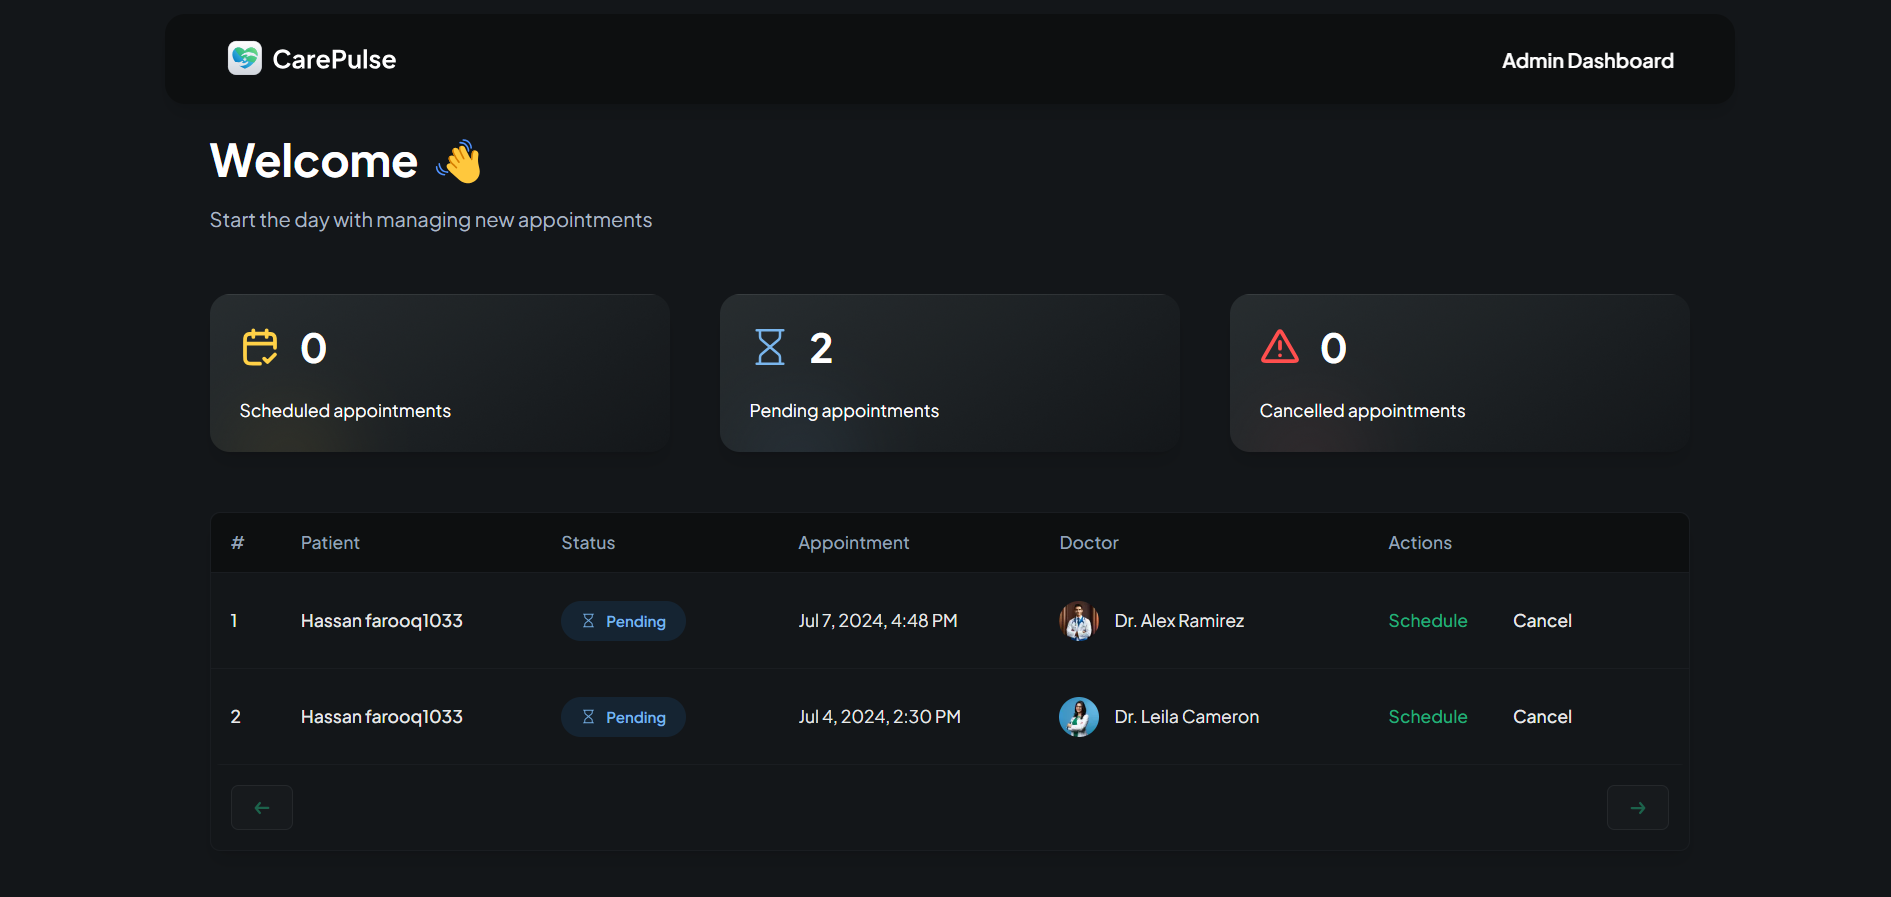 CarePulse
Admin Dashboard
Welcome 👋
Start the day with managing new appointments
0
Scheduled appointments
2
Pending appointments
0
Cancelled appointments
# Patient Status Appointment Doctor Actions
1 Hassan farooq1033 Pending Jul 7, 2024, 4:48 PM Dr. Alex Ramirez Schedule Cancel
2 Hassan farooq1033 Pending Jul 4, 2024, 2:30 PM Dr. Leila Cameron Schedule Cancel